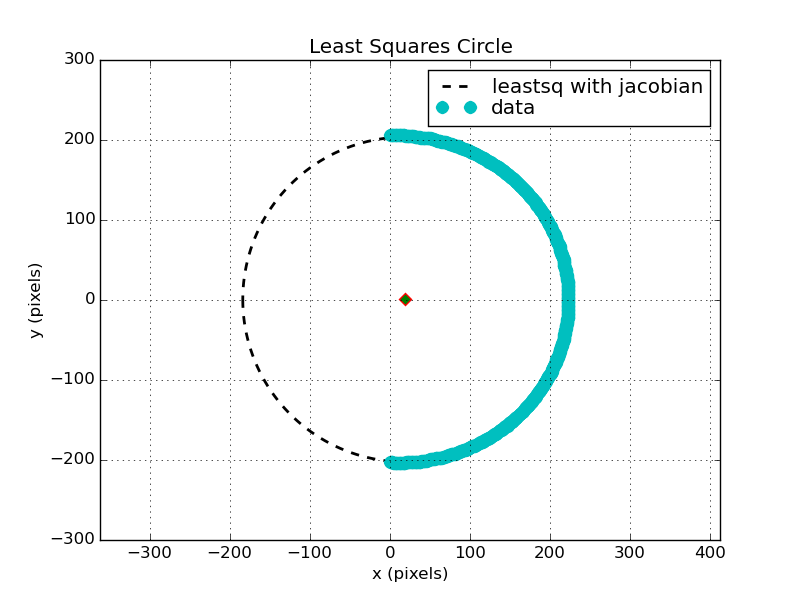 Least Squares Circle
leastsq with jacobian
data
300
200
100
0
−100
−200
−300
y (pixels)
−300 −200 −100 0 100 200 300 400
x (pixels)